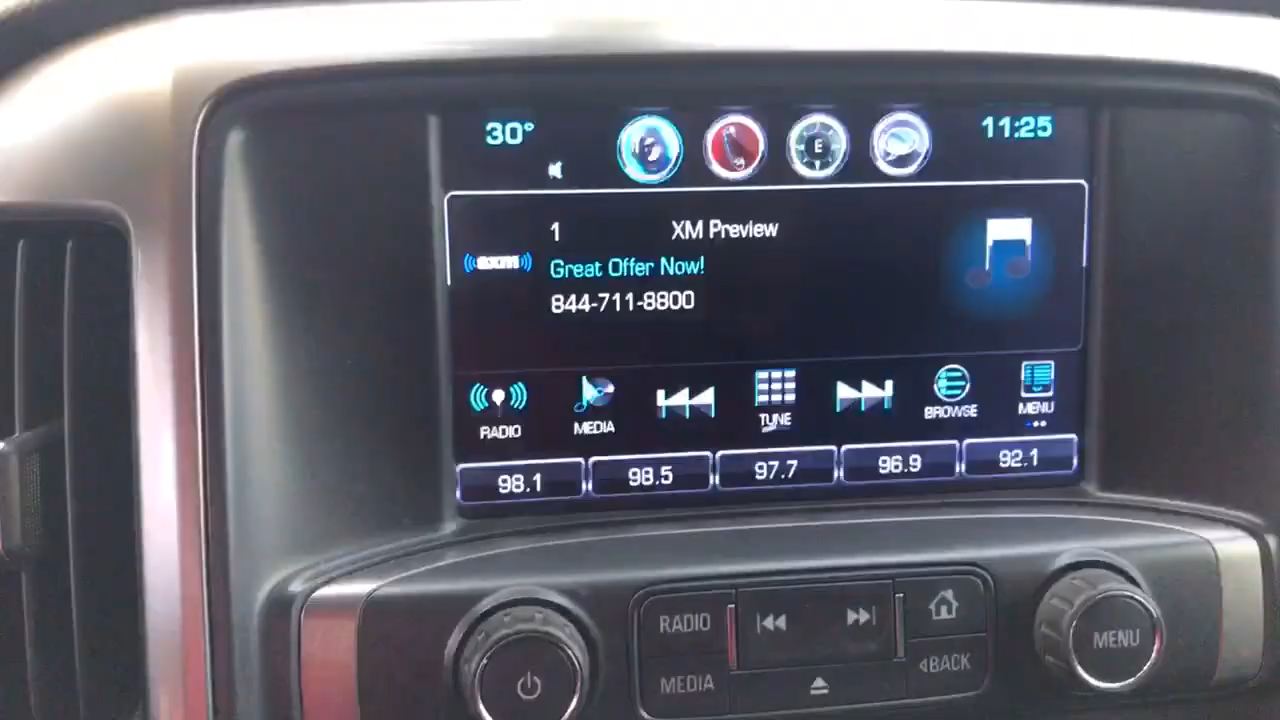 30°
11:25
E
1 XM Preview
((SXM))
Great Offer Now!
844-711-8800
RADIO MEDIA TUNE BROWSE MENU
98.1 98.5 97.7 96.9 92.1
RADIO
MEDIA
BACK
MENU